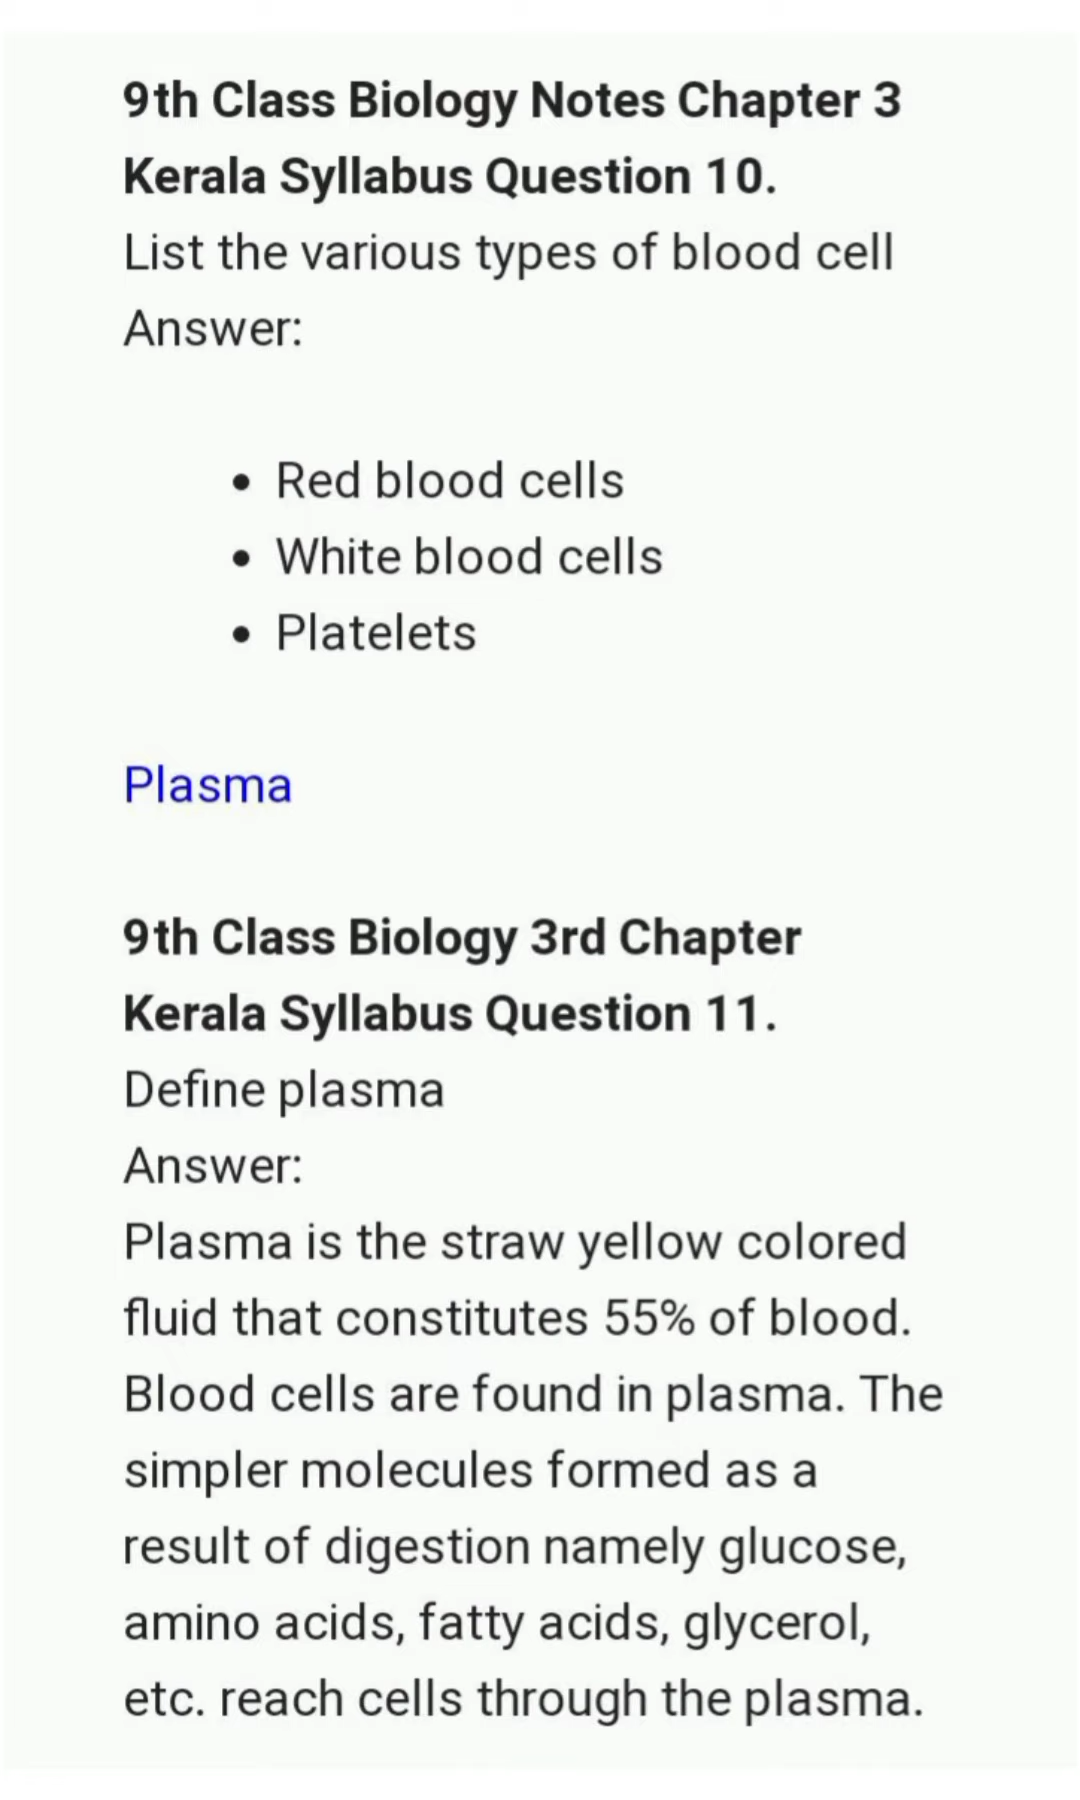 9th Class Biology Notes Chapter 3
Kerala Syllabus Question 10.
List the various types of blood cell
Answer:
• Red blood cells
• White blood cells
• Platelets
Plasma
9th Class Biology 3rd Chapter
Kerala Syllabus Question 11.
Define plasma
Answer:
Plasma is the straw yellow colored
fluid that constitutes 55% of blood.
Blood cells are found in plasma. The
simpler molecules formed as a
result of digestion namely glucose,
amino acids, fatty acids, glycerol,
etc. reach cells through the plasma.